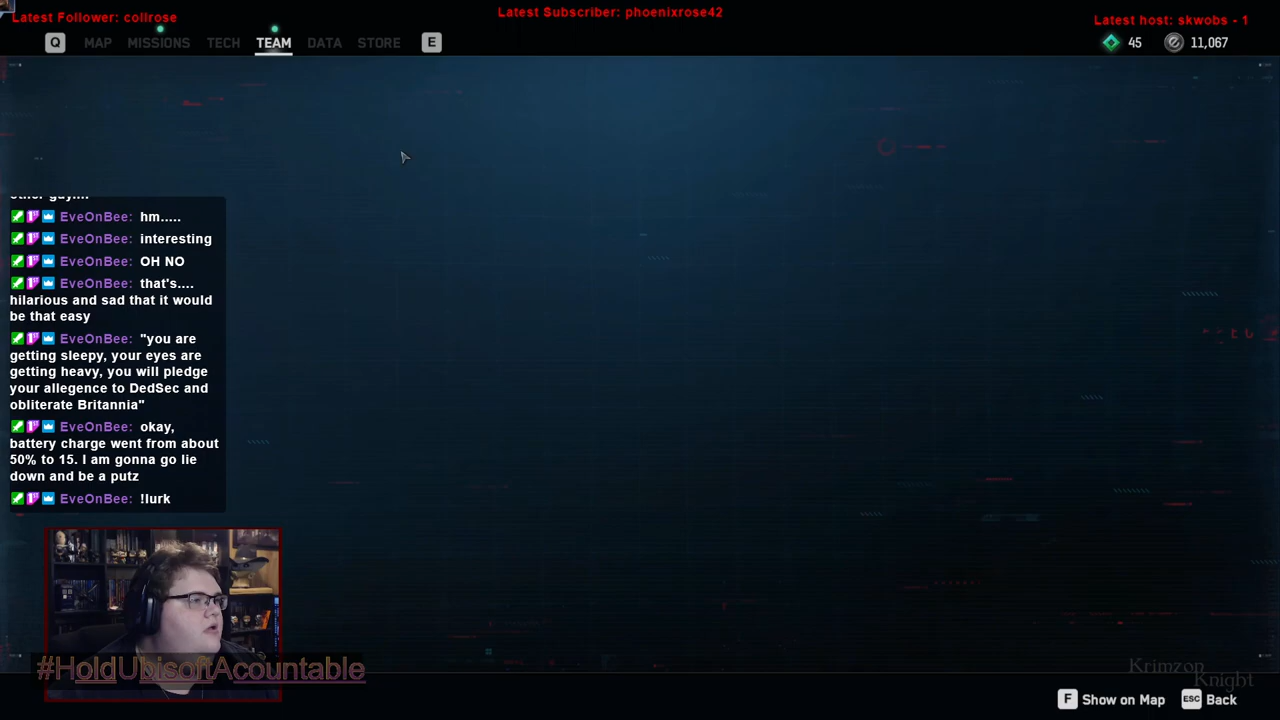 Latest Follower: collrose
Latest Subscriber: phoenixrose42
Latest host: skwobs - 1
Q MAP MISSIONS TECH TEAM DATA STORE E
45 11,067
other guy....
EveOnBee: hm.....
EveOnBee: interesting
EveOnBee: OH NO
EveOnBee: that's....
hilarious and sad that it would
be that easy
EveOnBee: "you are
getting sleepy, your eyes are
getting heavy, you will pledge
your allegence to DedSec and
obliterate Britannia"
EveOnBee: okay,
battery charge went from about
50% to 15. I am gonna go lie
down and be a putz
EveOnBee: !lurk
#HoldUbisoftAcountable
Krimzon
Knight
F Show on Map ESC Back